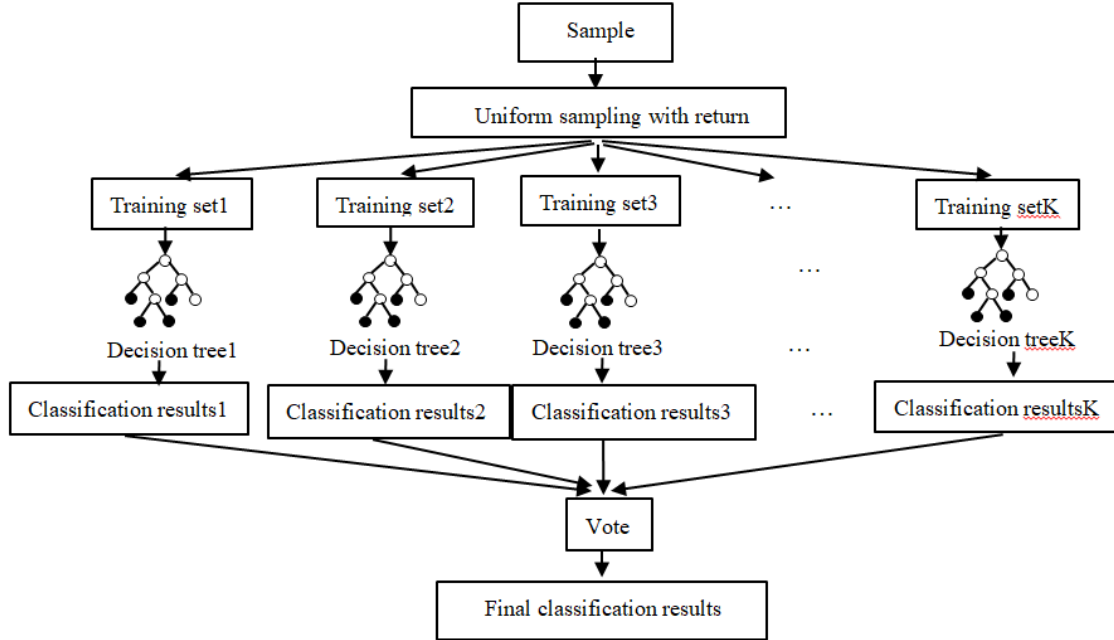 Sample
Uniform sampling with return
Training set1
Training set2
Training set3
...
Training setK
...
Decision tree1
Decision tree2
Decision tree3
...
Decision treeK
Classification results1
Classification results2
Classification results3
...
Classification resultsK
Vote
Final classification results